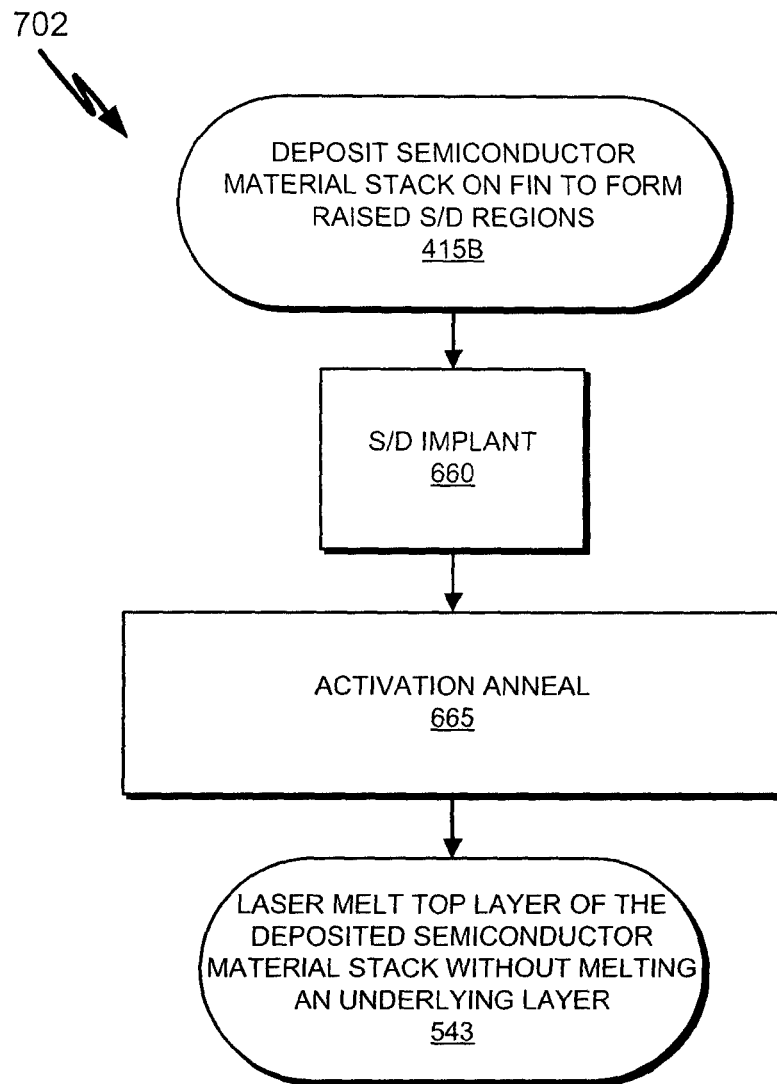 702
DEPOSIT SEMICONDUCTOR
MATERIAL STACK ON FIN TO FORM
RAISED S/D REGIONS
415B
S/D IMPLANT
660
ACTIVATION ANNEAL
665
LASER MELT TOP LAYER OF THE
DEPOSITED SEMICONDUCTOR
MATERIAL STACK WITHOUT MELTING
AN UNDERLYING LAYER
543